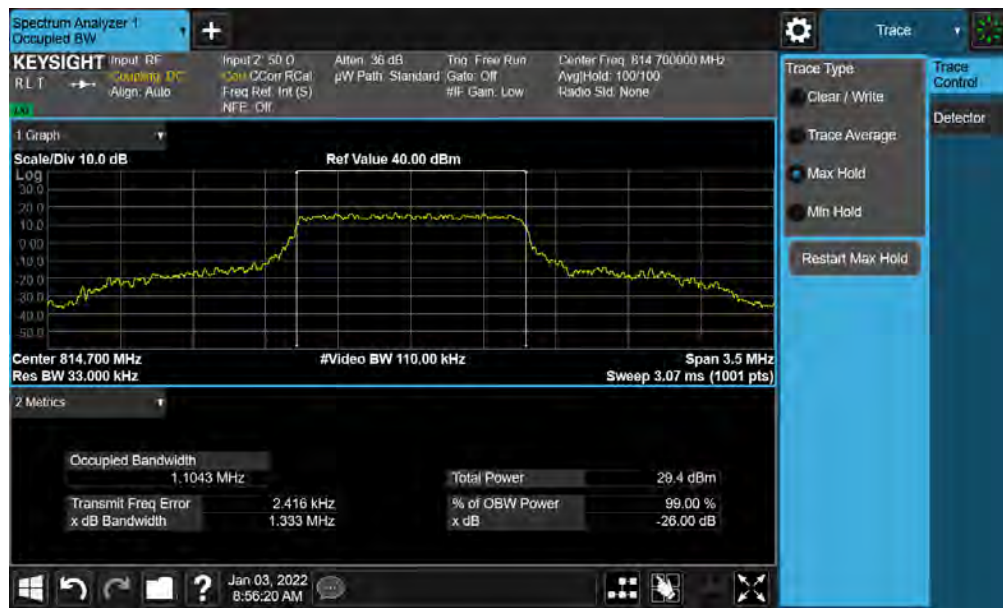 Spectrum Analyzer 1
Occupied BW
Trace
KEYSIGHT
Input: RF
Input Z: 50 Ω
Atten: 36 dB
Trig: Free Run
Center Freq: 814.700000 MHz
RLT
Coupling: DC
Corr CCorr RCal
µW Path: Standard
Gate: Off
Avg|Hold: 100/100
Align: Auto
Freq Ref: Int (S)
#IF Gain: Low
Radio Std: None
NFE: Off
1 Graph
Scale/Div 10.0 dB
Ref Value 40.00 dBm
Log
30.0
20.0
10.0
0.00
-10.0
-20.0
-30.0
-40.0
-50.0
Center 814.700 MHz
#Video BW 110.00 kHz
Span 3.5 MHz
Res BW 33.000 kHz
Sweep 3.07 ms (1001 pts)
2 Metrics
Occupied Bandwidth
1.1043 MHz
Total Power
29.4 dBm
Transmit Freq Error
2.416 kHz
% of OBW Power
99.00 %
x dB Bandwidth
1.333 MHz
x dB
-26.00 dB
Trace Type
Clear / Write
Trace Average
Max Hold
Min Hold
Restart Max Hold
Trace
Control
Detector
?
Jan 03, 2022
8:56:20 AM